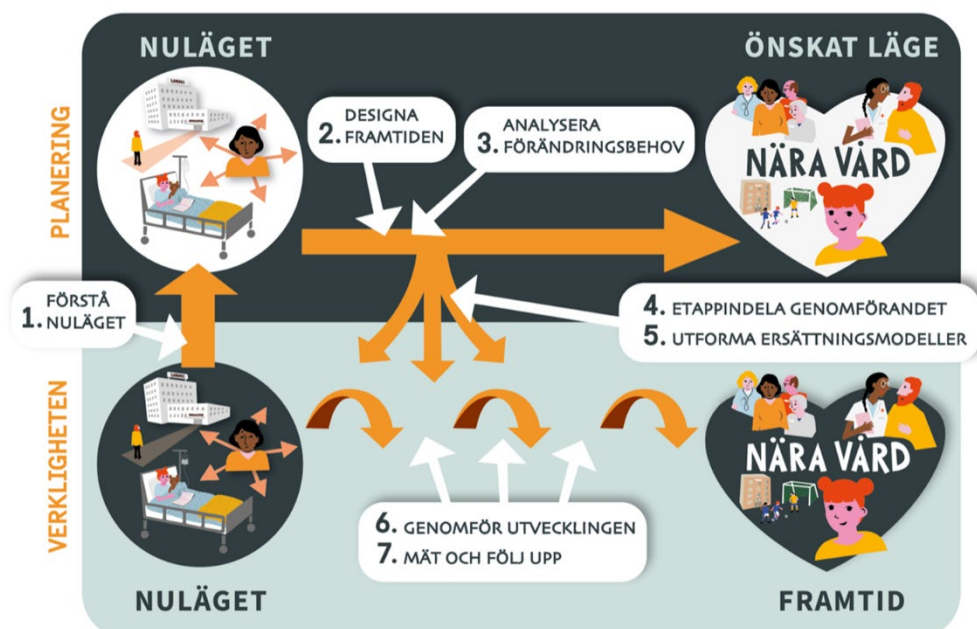 NULÄGET
ÖNSKAT LÄGE
PLANERING
2. DESIGNA
FRAMTIDEN
3. ANALYSERA
FÖRÄNDRINGSBEHOV
NÄRA VÅRD
1. FÖRSTÅ
NULÄGET
4. ETAPPINDELA GENOMFÖRANDET
5. UTFORMA ERSÄTTNINGSMODELLER
VERKLIGHETEN
NÄRA VÅRD
6. GENOMFÖR UTVECKLINGEN
7. MÄT OCH FÖLJ UPP
NULÄGET
FRAMTID